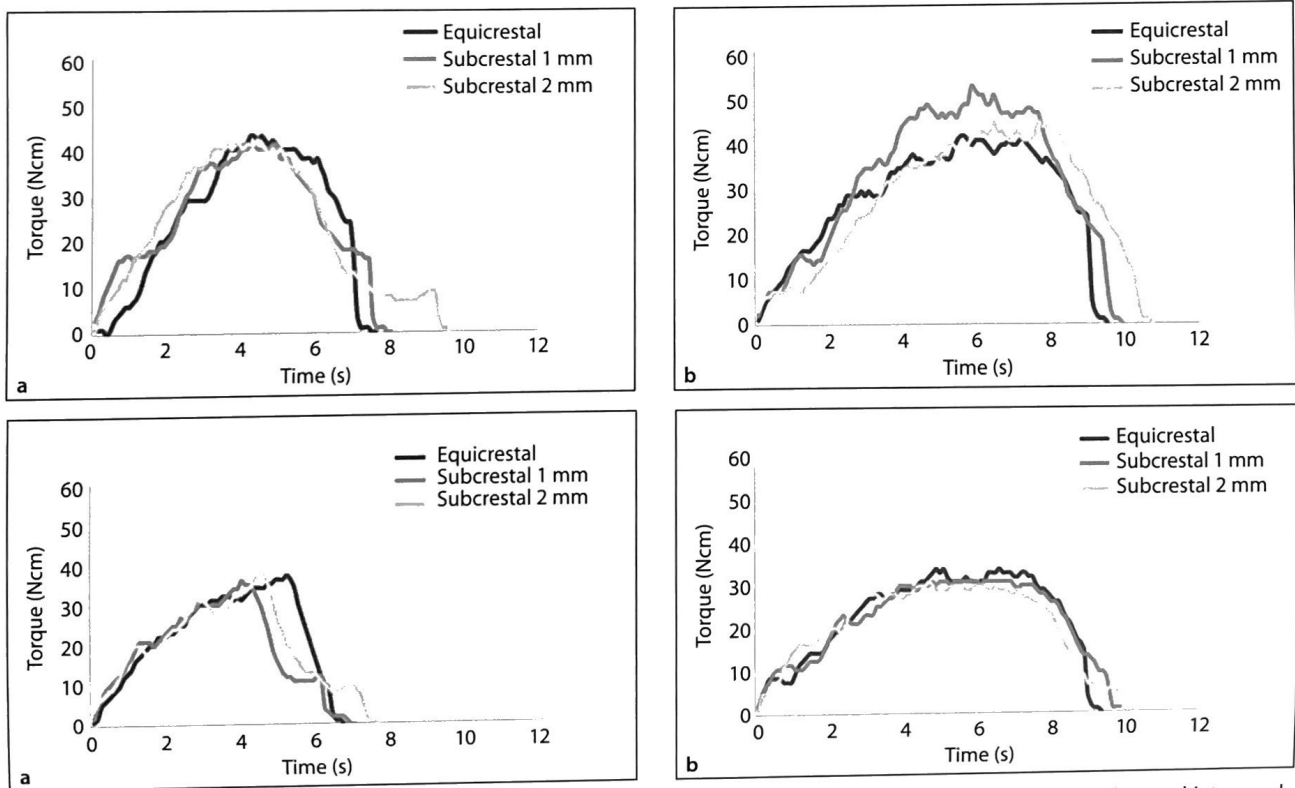 Equicrestal
Subcrestal 1 mm
Subcrestal 2 mm
60
50
40
30
20
10
0
Torque (Ncm)
0 2 4 6 8 10 12
Time (s)
a
Equicrestal
Subcrestal 1 mm
Subcrestal 2 mm
60
50
40
30
20
10
0
Torque (Ncm)
0 2 4 6 8 10 12
Time (s)
b
Equicrestal
Subcrestal 1 mm
Subcrestal 2 mm
60
50
40
30
20
10
0
Torque (Ncm)
0 2 4 6 8 10 12
Time (s)
a
Equicrestal
Subcrestal 1 mm
Subcrestal 2 mm
60
50
40
30
20
10
0
Torque (Ncm)
0 2 4 6 8 10 12
Time (s)
b